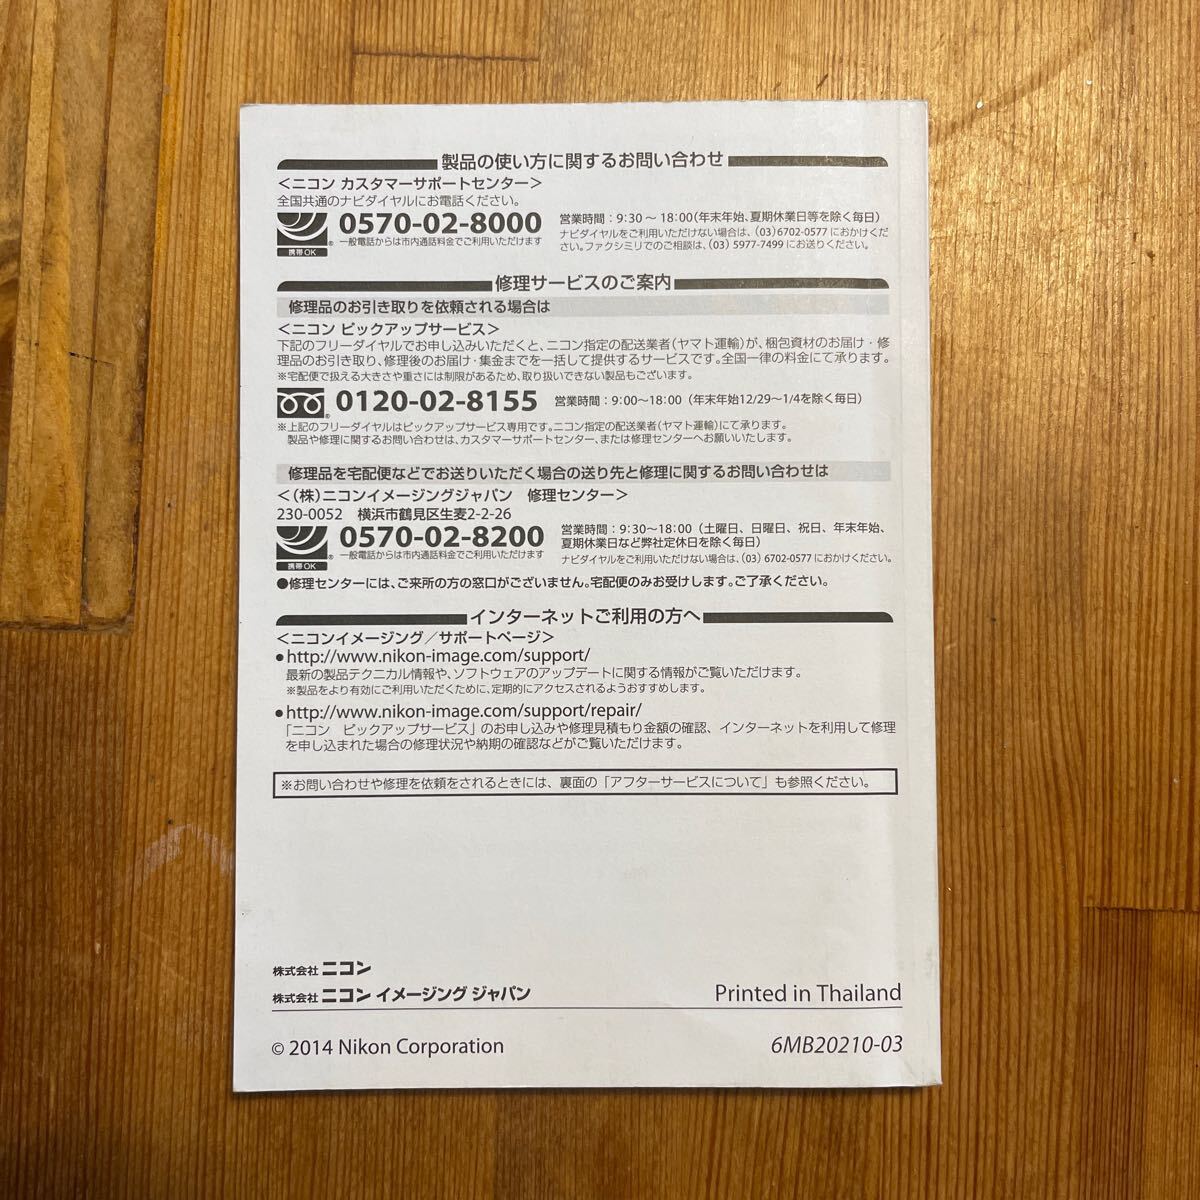 製品の使い方に関するお問い合わせ
＜ニコン カスタマーサポートセンター＞
全国共通のナビダイヤルにお電話ください。
0570-02-8000
一般電話からは市内通話料金でご利用いただけます
携帯OK
営業時間：9:30 ～ 18:00（年末年始、夏期休業日等を除く毎日）
ナビダイヤルをご利用いただけない場合は、（03）6702-0577 におかけくだ
さい。ファクシミリでのご相談は、（03）5977-7499 にお送りください。
修理サービスのご案内
修理品のお引き取りを依頼される場合は
＜ニコン ピックアップサービス＞
下記のフリーダイヤルでお申し込みいただくと、ニコン指定の配送業者（ヤマト運輸）が、梱包資材のお届け・修
理品のお引き取り、修理後のお届け・集金までを一括して提供するサービスです。全国一律の料金にて承ります。
※宅配便で扱える大きさや重さには制限があるため、取り扱いできない製品もございます。
0120-02-8155
営業時間：9:00～18:00（年末年始12/29～1/4を除く毎日）
※上記のフリーダイヤルはピックアップサービス専用です。ニコン指定の配送業者（ヤマト運輸）にて承ります。
製品や修理に関するお問い合わせは、カスタマーサポートセンター、または修理センターへお願いいたします。
修理品を宅配便などでお送りいただく場合の送り先と修理に関するお問い合わせは
＜（株）ニコンイメージングジャパン　修理センター＞
230-0052　横浜市鶴見区生麦2-2-26
0570-02-8200
一般電話からは市内通話料金でご利用いただけます
携帯OK
営業時間：9:30～18:00（土曜日、日曜日、祝日、年末年始、
夏期休業日など弊社定休日を除く毎日）
ナビダイヤルをご利用いただけない場合は、（03）6702-0577 におかけください。
●修理センターには、ご来所の方の窓口がございません。宅配便のみお受けします。ご了承ください。
インターネットご利用の方へ
＜ニコンイメージング／サポートページ＞
●http://www.nikon-image.com/support/
最新の製品テクニカル情報や、ソフトウェアのアップデートに関する情報がご覧いただけます。
※製品をより有効にご利用いただくために、定期的にアクセスされるようおすすめします。
●http://www.nikon-image.com/support/repair/
「ニコン　ピックアップサービス」のお申し込みや修理見積もり金額の確認、インターネットを利用して修理
を申し込まれた場合の修理状況や納期の確認などがご覧いただけます。
※お問い合わせや修理を依頼をされるときには、裏面の「アフターサービスについて」も参照ください。
株式会社 ニコン
株式会社 ニコン イメージング ジャパン
Printed in Thailand
© 2014 Nikon Corporation
6MB20210-03